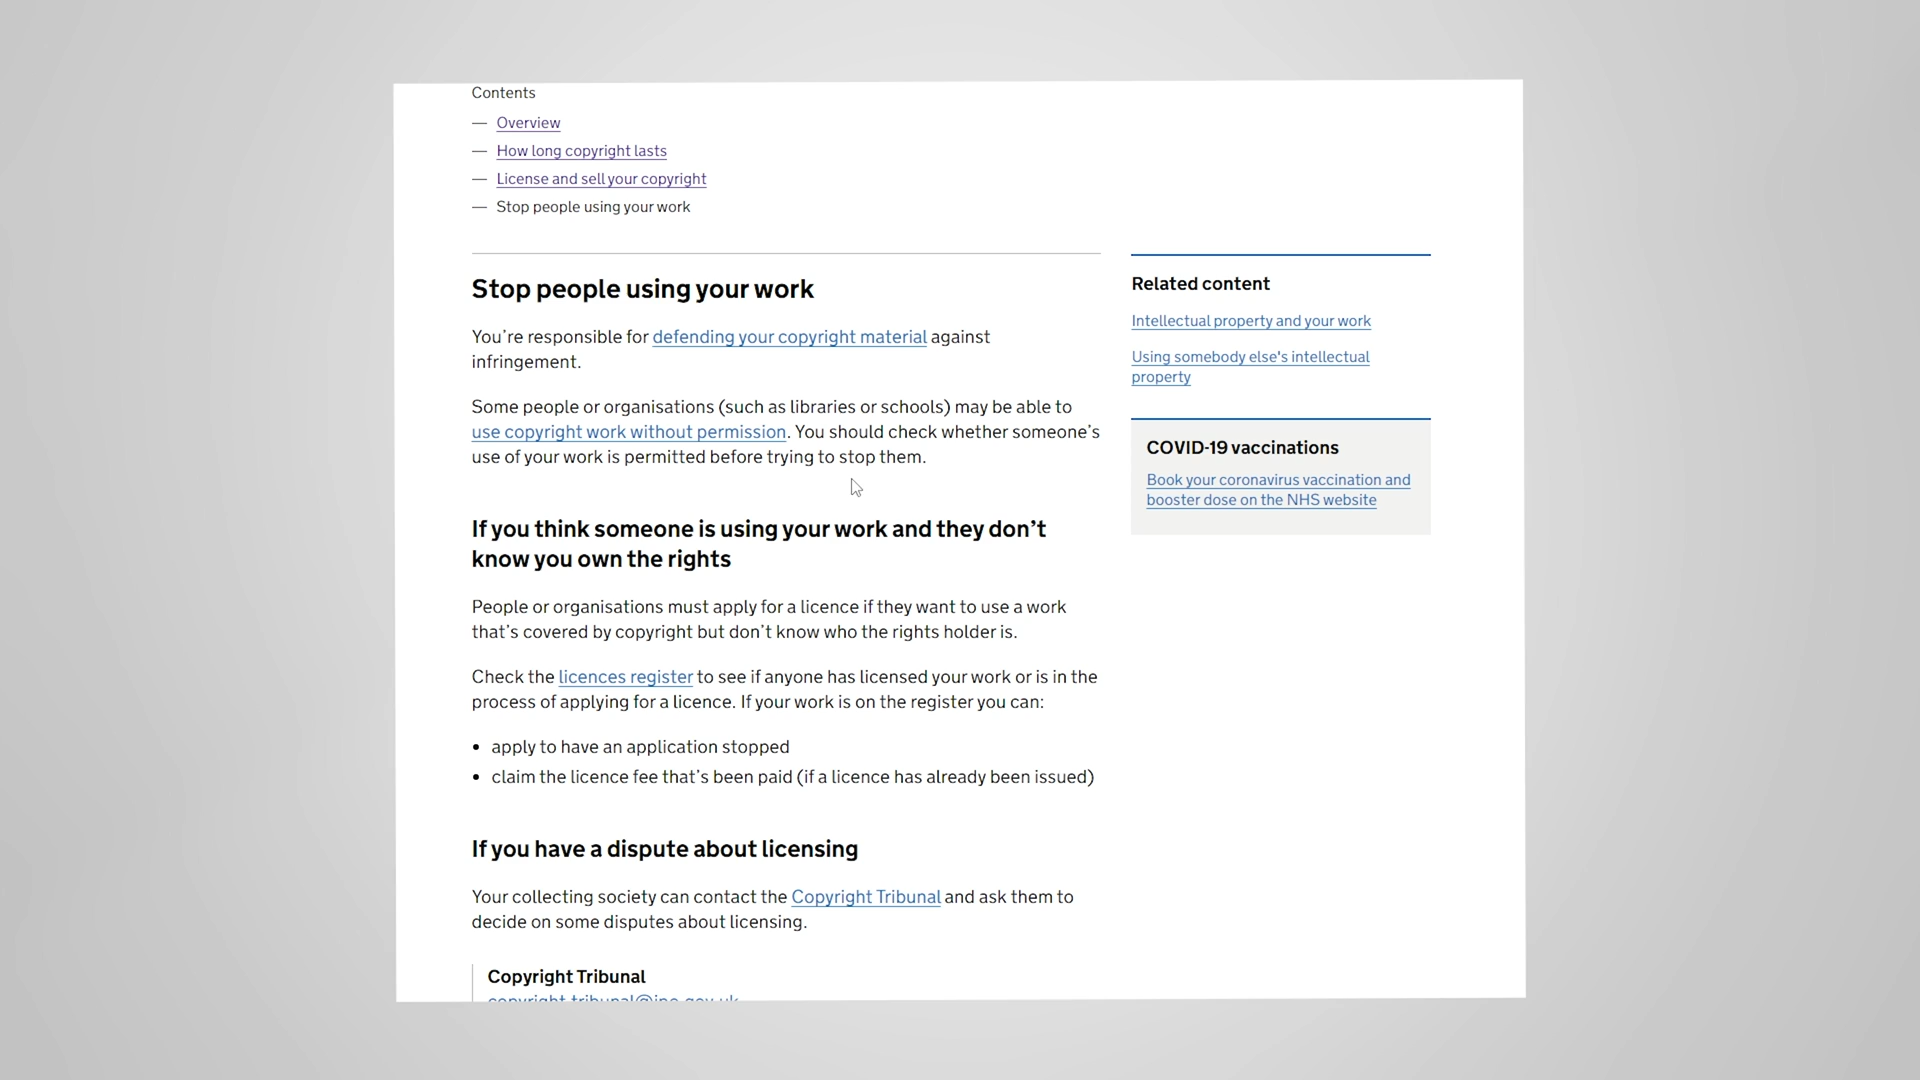 Contents
— Overview
— How long copyright lasts
— License and sell your copyright
— Stop people using your work
Stop people using your work
You’re responsible for defending your copyright material against
infringement.
Some people or organisations (such as libraries or schools) may be able to
use copyright work without permission. You should check whether someone’s
use of your work is permitted before trying to stop them.
If you think someone is using your work and they don’t
know you own the rights
People or organisations must apply for a licence if they want to use a work
that’s covered by copyright but don’t know who the rights holder is.
Check the licences register to see if anyone has licensed your work or is in the
process of applying for a licence. If your work is on the register you can:
• apply to have an application stopped
• claim the licence fee that’s been paid (if a licence has already been issued)
If you have a dispute about licensing
Your collecting society can contact the Copyright Tribunal and ask them to
decide on some disputes about licensing.
Copyright Tribunal
copyright.tribunal@ipo.gov.uk
Related content
Intellectual property and your work
Using somebody else's intellectual
property
COVID-19 vaccinations
Book your coronavirus vaccination and
booster dose on the NHS website